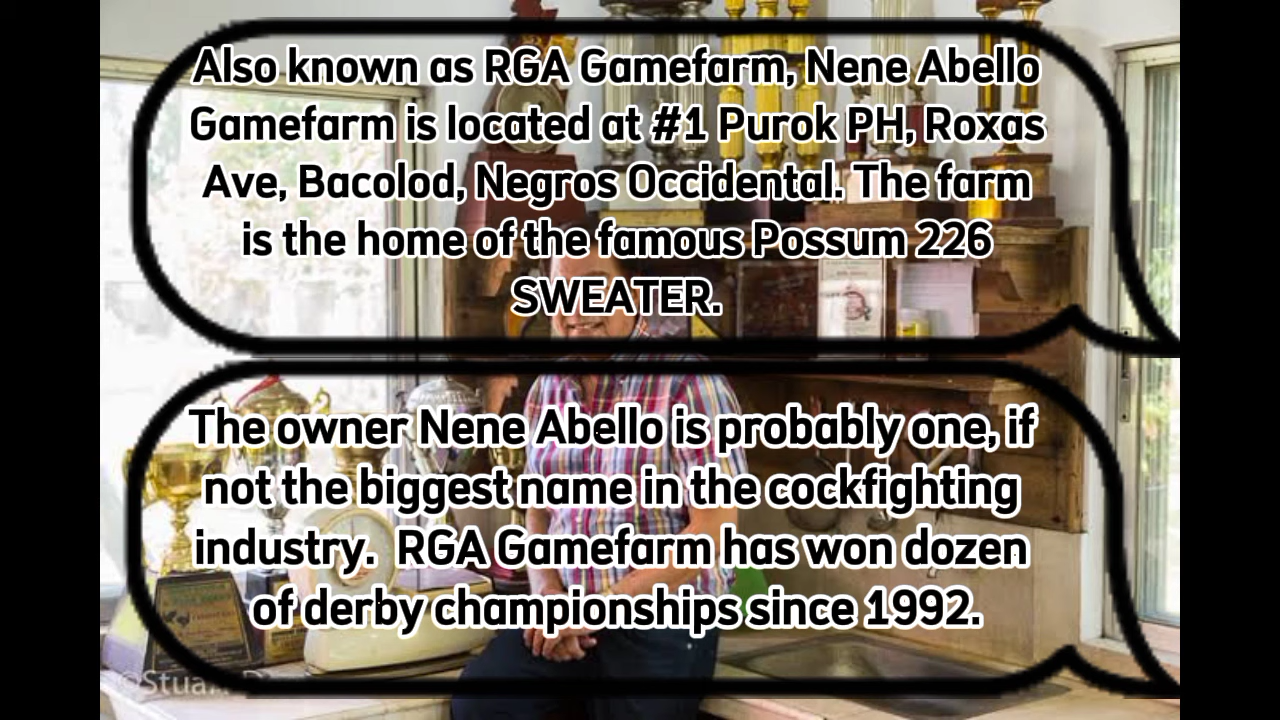 Also known as RGA Gamefarm, Nene Abello
Gamefarm is located at #1 Purok PH, Roxas
Ave, Bacolod, Negros Occidental. The farm
is the home of the famous Possum 226
SWEATER.
The owner Nene Abello is probably one, if
not the biggest name in the cockfighting
industry.  RGA Gamefarm has won dozen
of derby championships since 1992.